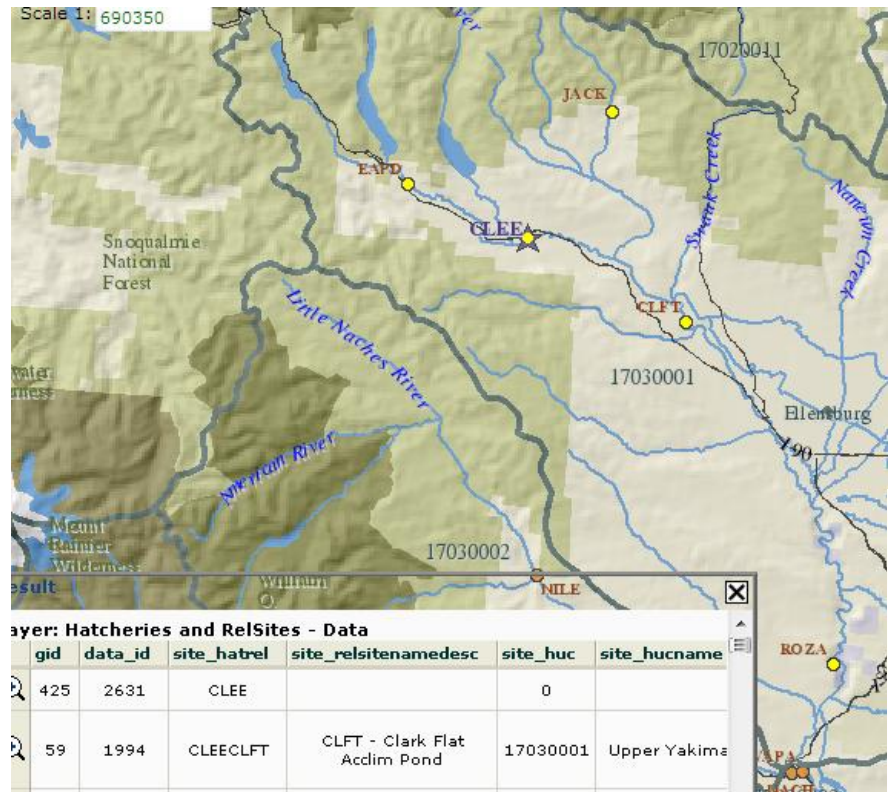 Scale 1: 690350
17020011
JACK
EAPD
Swauk Creek
CLEE
Snoqualmie
National
Forest
Little Naches River
CLFT
17030001
Ellensburg
American River
I-90
Mount
Rainier
Wilderness
17030002
William
O
NILE
ROZA
esult
ayer: Hatcheries and RelSites - Data
gid data_id site_hatrel site_relsitenamedesc site_huc site_hucname
425 2631 CLEE 0
59 1994 CLEECLFT CLFT - Clark Flat 17030001 Upper Yakima
Acclim Pond